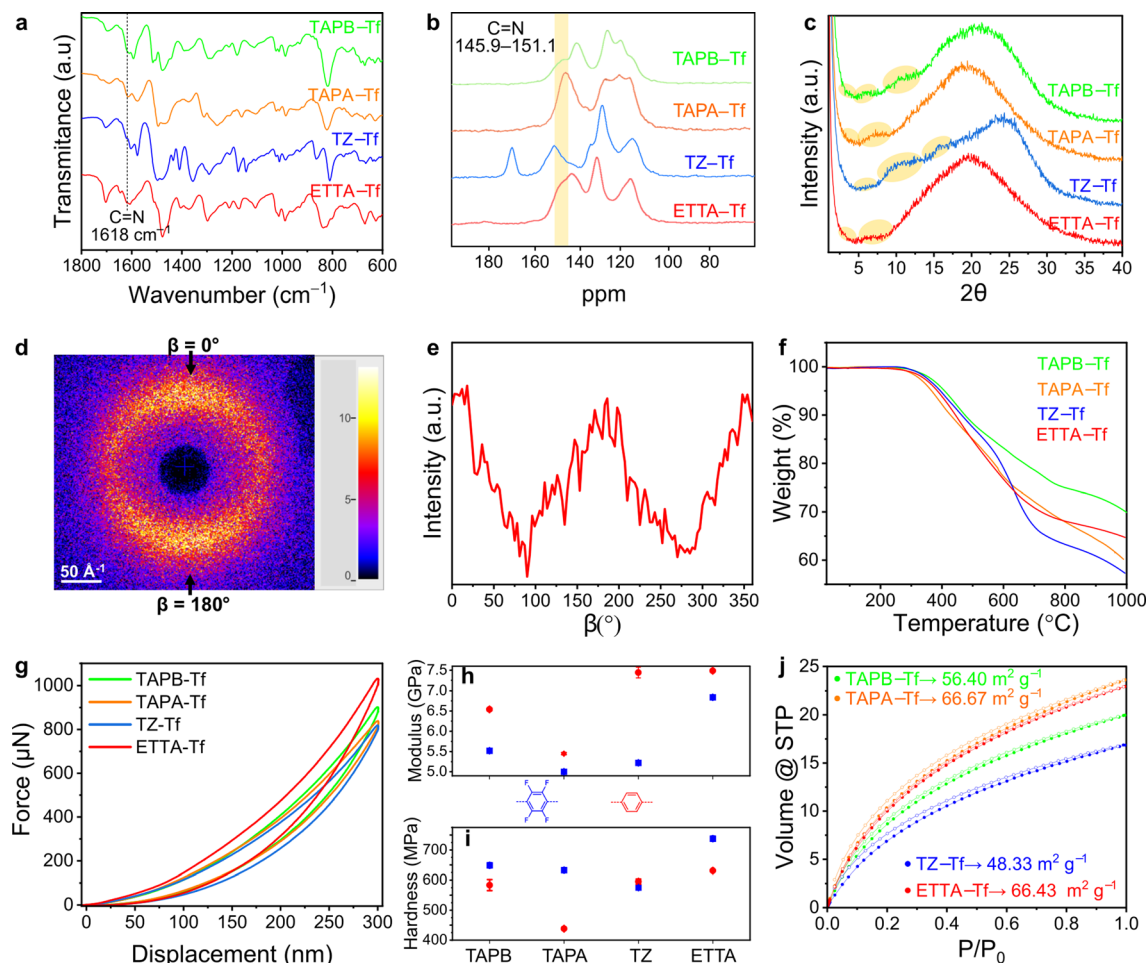 a
TAPB–Tf
TAPA–Tf
TZ–Tf
ETTA–Tf
C=N
1618 cm⁻¹
Transmitance (a.u)
1800 1600 1400 1200 1000 800 600
Wavenumber (cm⁻¹)
b
C=N
145.9–151.1
TAPB–Tf
TAPA–Tf
TZ–Tf
ETTA–Tf
180 160 140 120 100 80
ppm
c
Intensity (a.u.)
TAPB–Tf
TAPA–Tf
TZ–Tf
ETTA–Tf
5 10 15 20 25 30 35 40
2θ
d
β = 0°
10
5
0
50 Å⁻¹
β = 180°
e
Intensity (a.u.)
0 50 100 150 200 250 300 350
β(°)
f
TAPB–Tf
TAPA–Tf
TZ–Tf
ETTA–Tf
Weight (%)
100
90
80
70
60
200 400 600 800 1000
Temperature (°C)
g
TAPB-Tf
TAPA-Tf
TZ-Tf
ETTA-Tf
Force (µN)
1000
800
600
400
200
0
0 50 100 150 200 250 300
Displacement (nm)
h
Modulus (GPa)
7.5
7.0
6.5
6.0
5.5
5.0
F F
F F
i
Hardness (MPa)
700
600
500
400
TAPB TAPA TZ ETTA
j
TAPB–Tf→ 56.40 m² g⁻¹
TAPA–Tf→ 66.67 m² g⁻¹
TZ–Tf→ 48.33 m² g⁻¹
ETTA–Tf→ 66.43 m² g⁻¹
Volume @ STP
25
20
15
10
5
0
0.0 0.2 0.4 0.6 0.8 1.0
P/P₀